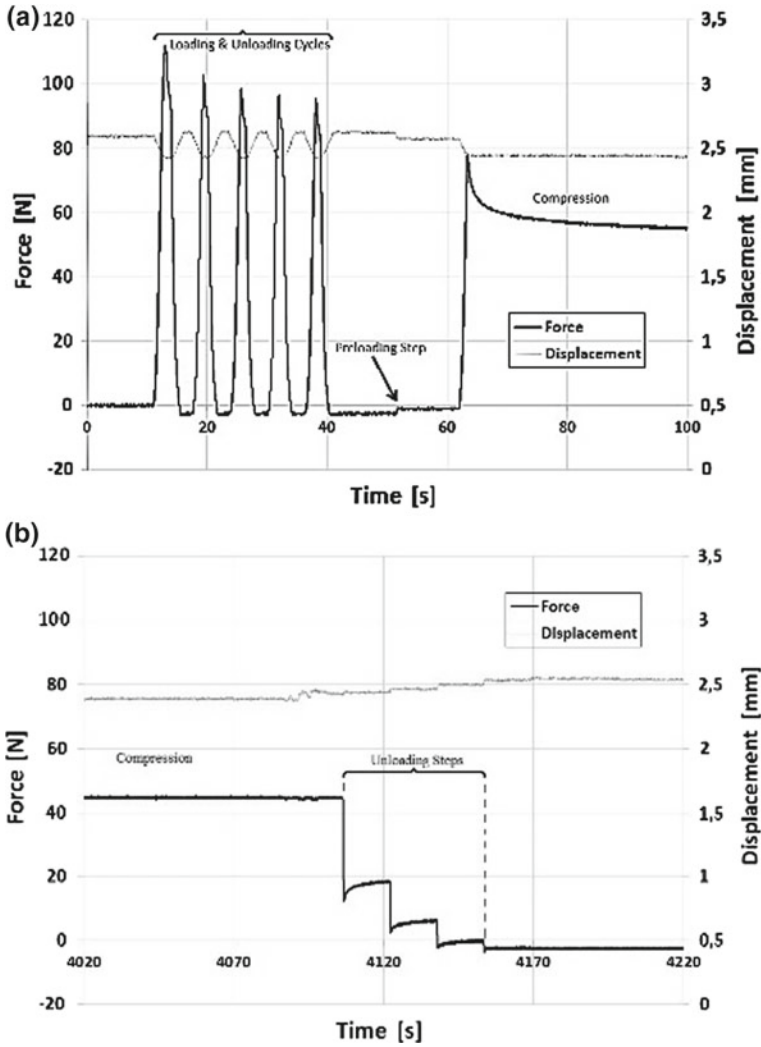 (a)
120
100
80
60
40
20
0
-20
Force [N]
Loading & Unloading Cycles
Compression
Preloading Step
Force
Displacement
3,5
3
2,5
2
1,5
1
0,5
0
Displacement [mm]
0 20 40 60 80 100
Time [s]
(b)
120
100
80
60
40
20
0
-20
Force [N]
Force
Displacement
Compression
Unloading Steps
3,5
3
2,5
2
1,5
1
0,5
0
Displacement [mm]
4020 4070 4120 4170 4220
Time [s]